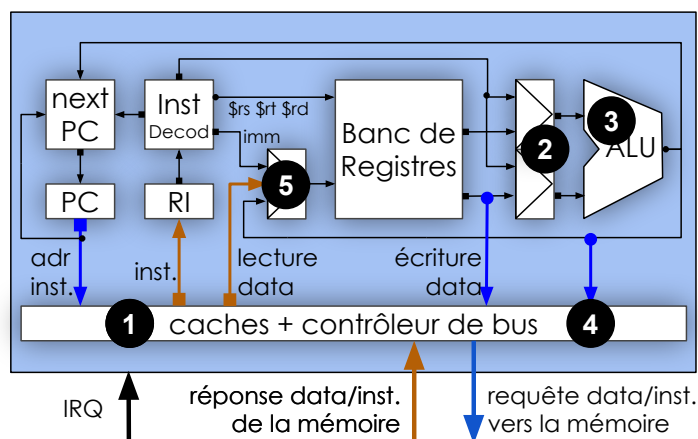 next
PC
Inst
Decod
$rs $rt $rd
imm
Banc de
Registres
2
3
ALU
5
PC
RI
adr
inst.
inst.
lecture
data
écriture
data
1
caches + contrôleur de bus
4
IRQ
réponse data/inst.
de la mémoire
requête data/inst.
vers la mémoire